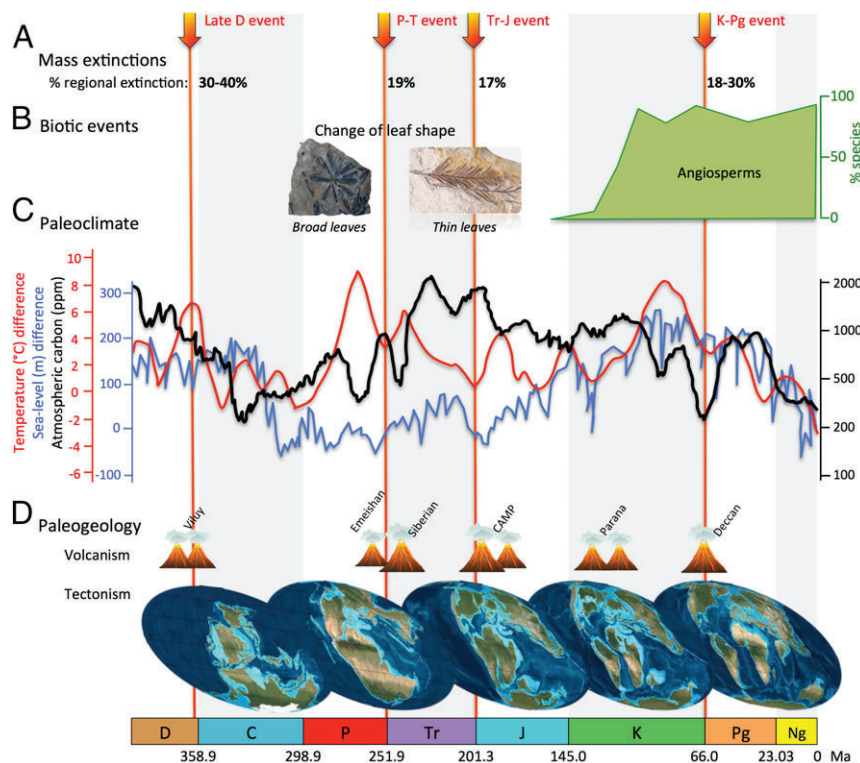 Late D event P-T event Tr-J event K-Pg event
A
Mass extinctions
% regional extinction: 30-40% 19% 17% 18-30%
B
Biotic events
Change of leaf shape
Broad leaves Thin leaves
Angiosperms
100
50
0
% species
C
Paleoclimate
Temperature (°C) difference
10
8
6
4
2
0
-2
-4
-6
Sea-level (m) difference
300
200
100
0
-100
Atmospheric carbon (ppm)
2000
1000
500
200
100
D
Paleogeology
Viluy Emeishan Siberian CAMP Parana Deccan
Volcanism
Tectonism
D C P Tr J K Pg Ng
358.9 298.9 251.9 201.3 145.0 66.0 23.03 0 Ma